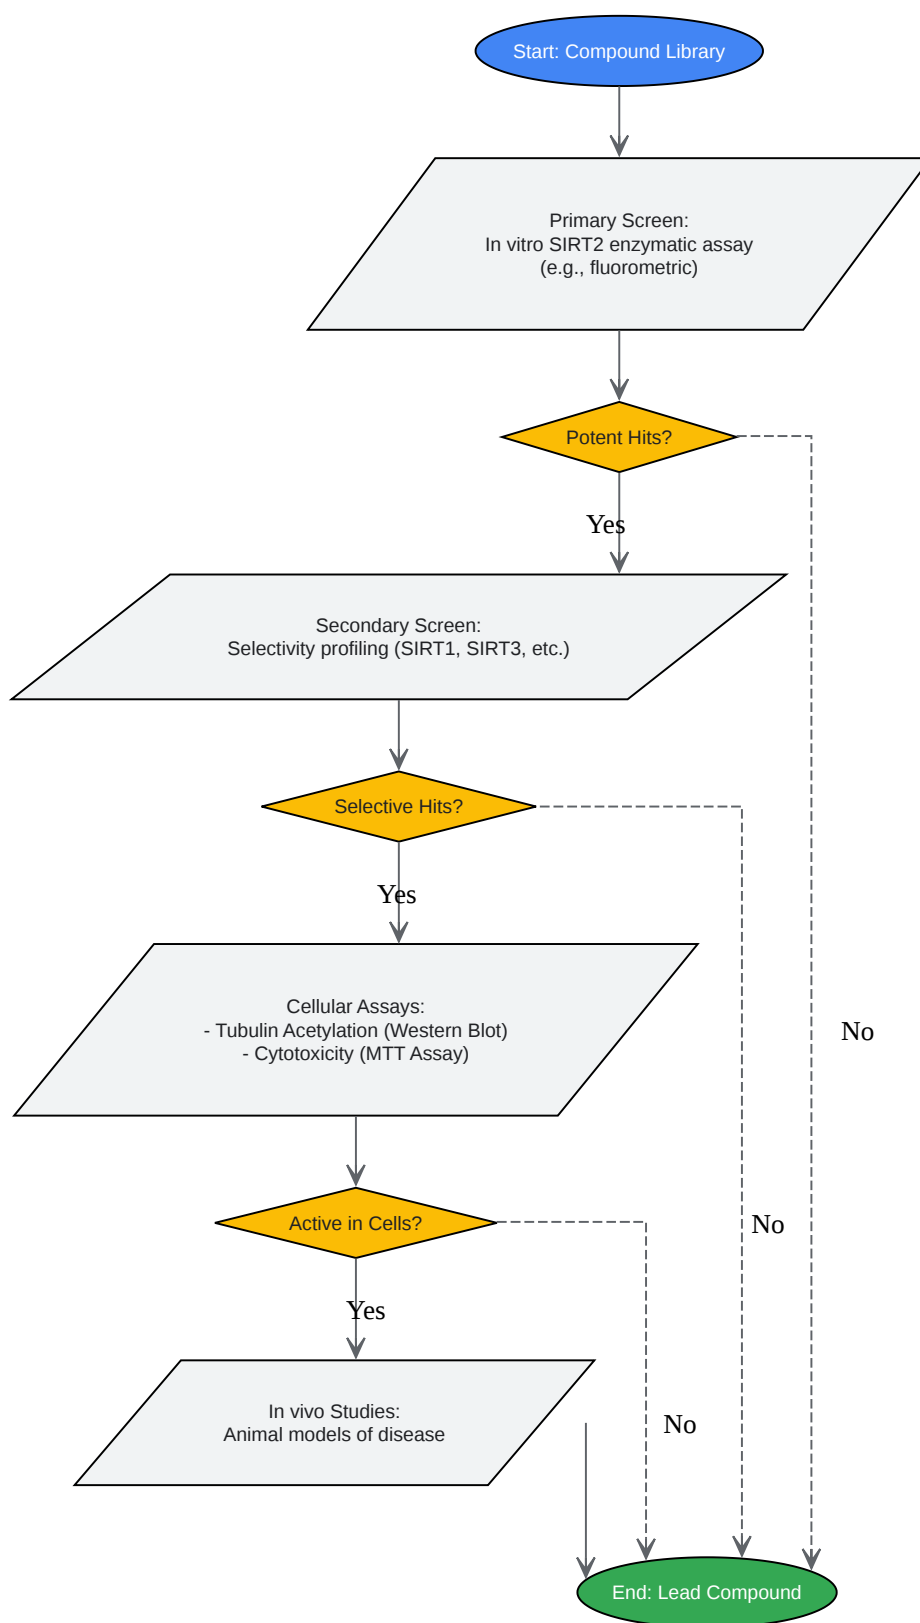 Start: Compound Library
Primary Screen:
In vitro SIRT2 enzymatic assay
(e.g., fluorometric)
Potent Hits?
Yes
Secondary Screen:
Selectivity profiling (SIRT1, SIRT3, etc.)
Selective Hits?
Yes
Cellular Assays:
- Tubulin Acetylation (Western Blot)
- Cytotoxicity (MTT Assay)
No
Active in Cells?
No
Yes
In vivo Studies:
Animal models of disease
No
End: Lead Compound